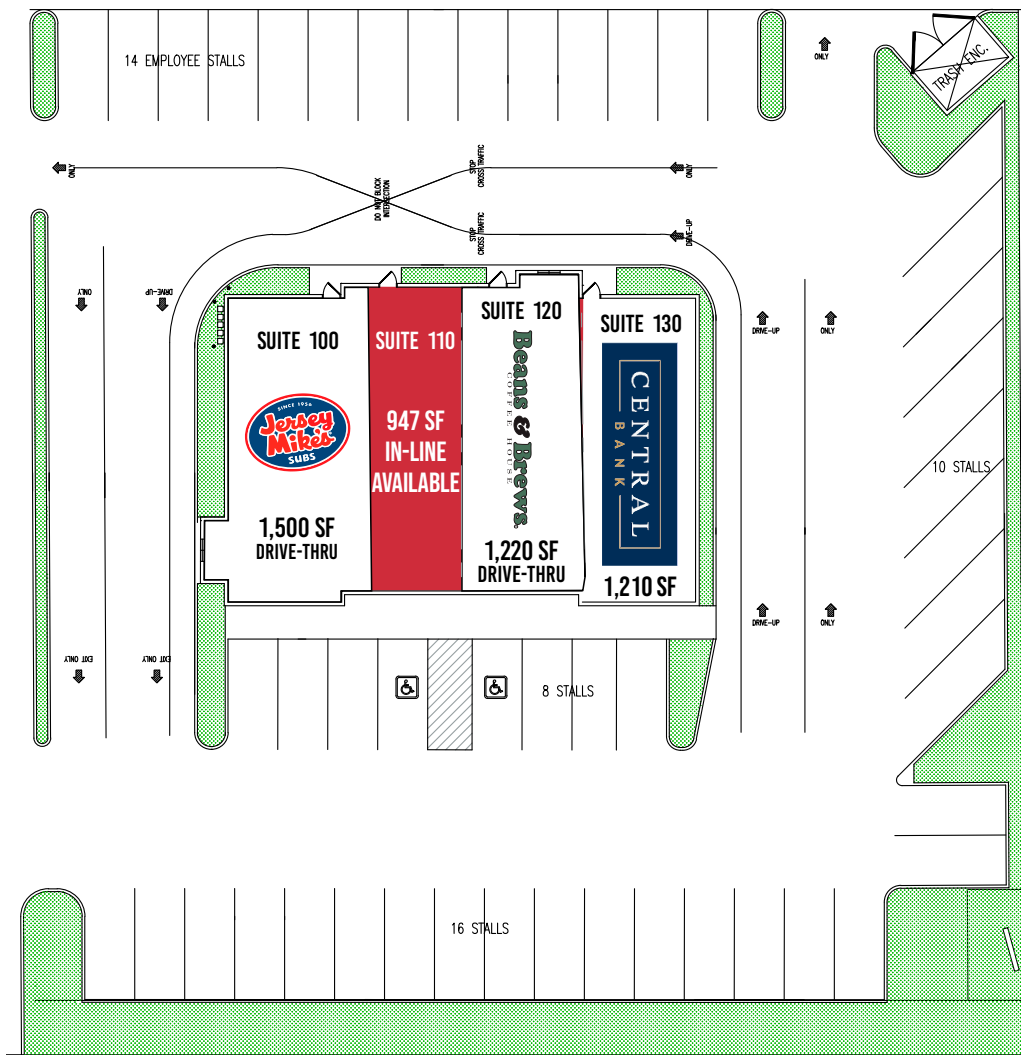 14 EMPLOYEE STALLS
ONLY
TRASH ENC.
ONLY
STOP
CROSS TRAFFIC
ONLY
DO NOT BLOCK
INTERSECTION
STOP
CROSS TRAFFIC
DRIVE-UP
ONLY
DRIVE-UP
SUITE 100
SINCE 1956
Jersey
Mike's
SUBS
1,500 SF
DRIVE-THRU
SUITE 110
947 SF
IN-LINE
AVAILABLE
SUITE 120
Beans & Brews
COFFEE HOUSE
1,220 SF
DRIVE-THRU
SUITE 130
CENTRAL
BANK
1,210 SF
DRIVE-UP
ONLY
10 STALLS
DRIVE-UP
ONLY
EXIT ONLY
EXIT ONLY
8 STALLS
16 STALLS